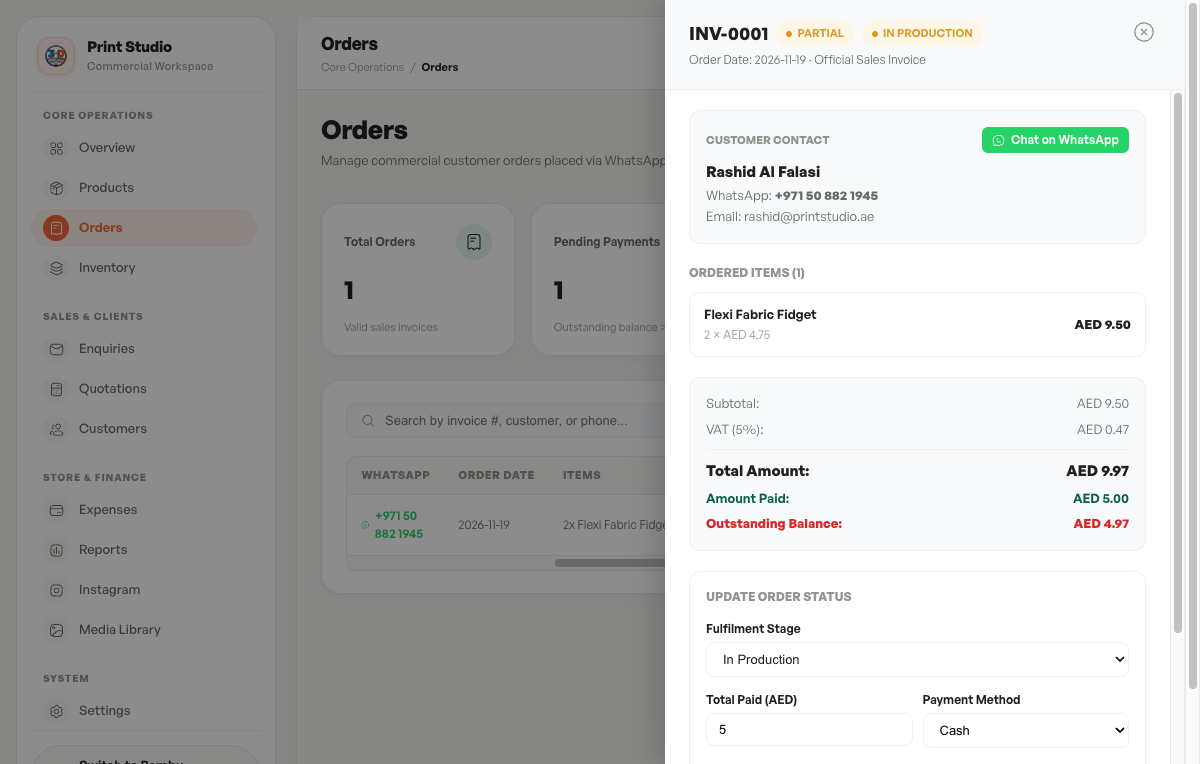 Print Studio
Commercial Workspace
CORE OPERATIONS
Overview
Products
Orders
Inventory
SALES & CLIENTS
Enquiries
Quotations
Customers
STORE & FINANCE
Expenses
Reports
Instagram
Media Library
SYSTEM
Settings
Orders
Core Operations / Orders
Orders
Manage commercial customer orders placed via WhatsApp
Total Orders
1
Valid sales invoices
Pending Payments
1
Outstanding balance >
Search by invoice #, customer, or phone...
WHATSAPP ORDER DATE ITEMS
+971 50
882 1945
2026-11-19
2x Flexi Fabric Fidge
INV-0001
PARTIAL
IN PRODUCTION
Order Date: 2026-11-19 · Official Sales Invoice
CUSTOMER CONTACT
Chat on WhatsApp
Rashid Al Falasi
WhatsApp: +971 50 882 1945
Email: rashid@printstudio.ae
ORDERED ITEMS (1)
Flexi Fabric Fidget
2 × AED 4.75
AED 9.50
Subtotal: AED 9.50
VAT (5%): AED 0.47
Total Amount: AED 9.97
Amount Paid: AED 5.00
Outstanding Balance: AED 4.97
UPDATE ORDER STATUS
Fulfilment Stage
In Production
Total Paid (AED)
5
Payment Method
Cash